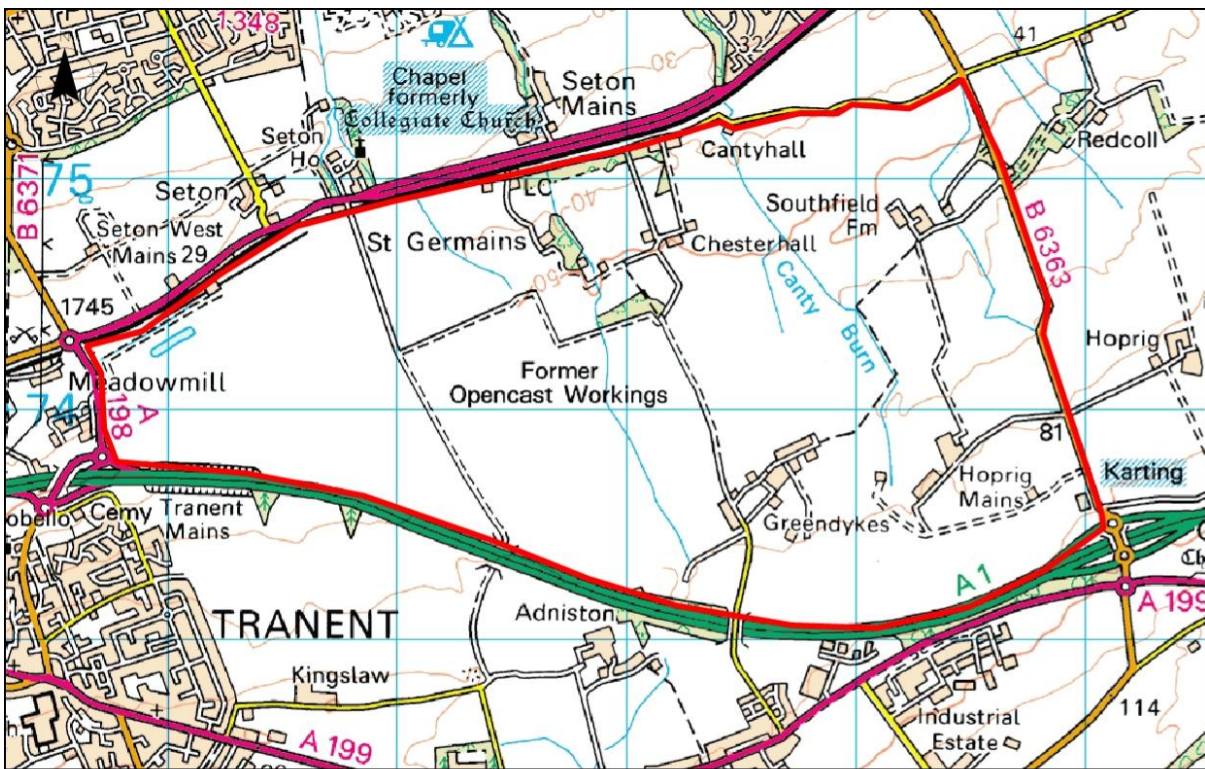 1348
32
41
Chapel
formerly
Collegiate Church
Seton
Mains
Seton
Ho
Cantyhall
Redcoll
B 6371
75
Seton
LC
30
40
50
Southfield
Fm
B 6363
Seton West
Mains 29
St Germains
Chesterhall
Canty
Burn
1745
Hoprig
Meadowmill
Former
Opencast Workings
74
A
198
81
Karting
Hoprig
Mains
obello
Cemy
Tranent
Mains
Greendykes
A 1
Ch
A 199
TRANENT
Adniston
Kingslaw
114
A 199
Industrial
Estate
h